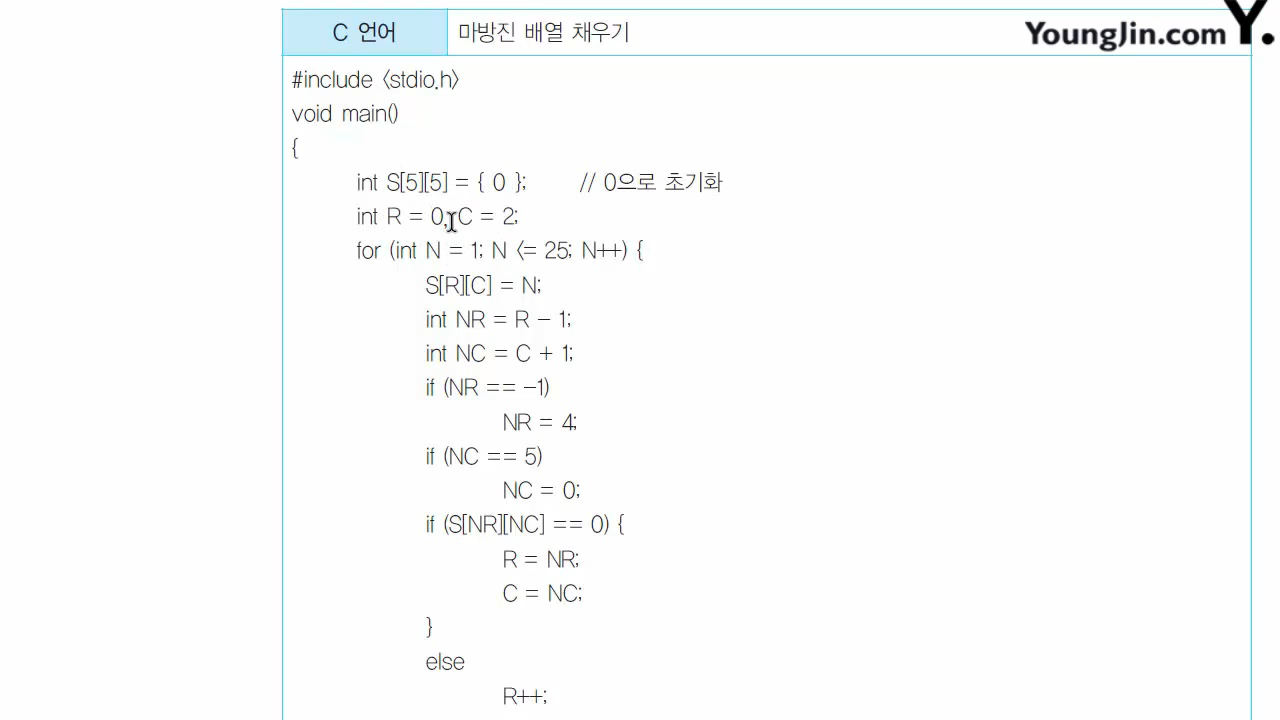 C 언어 마방진 배열 채우기
YoungJin.com Y.
#include <stdio.h>
void main()
{
int S[5][5] = { 0 }; // 0으로 초기화
int R = 0, C = 2;
for (int N = 1; N <= 25; N++) {
S[R][C] = N;
int NR = R - 1;
int NC = C + 1;
if (NR == -1)
NR = 4;
if (NC == 5)
NC = 0;
if (S[NR][NC] == 0) {
R = NR;
C = NC;
}
else
R++;